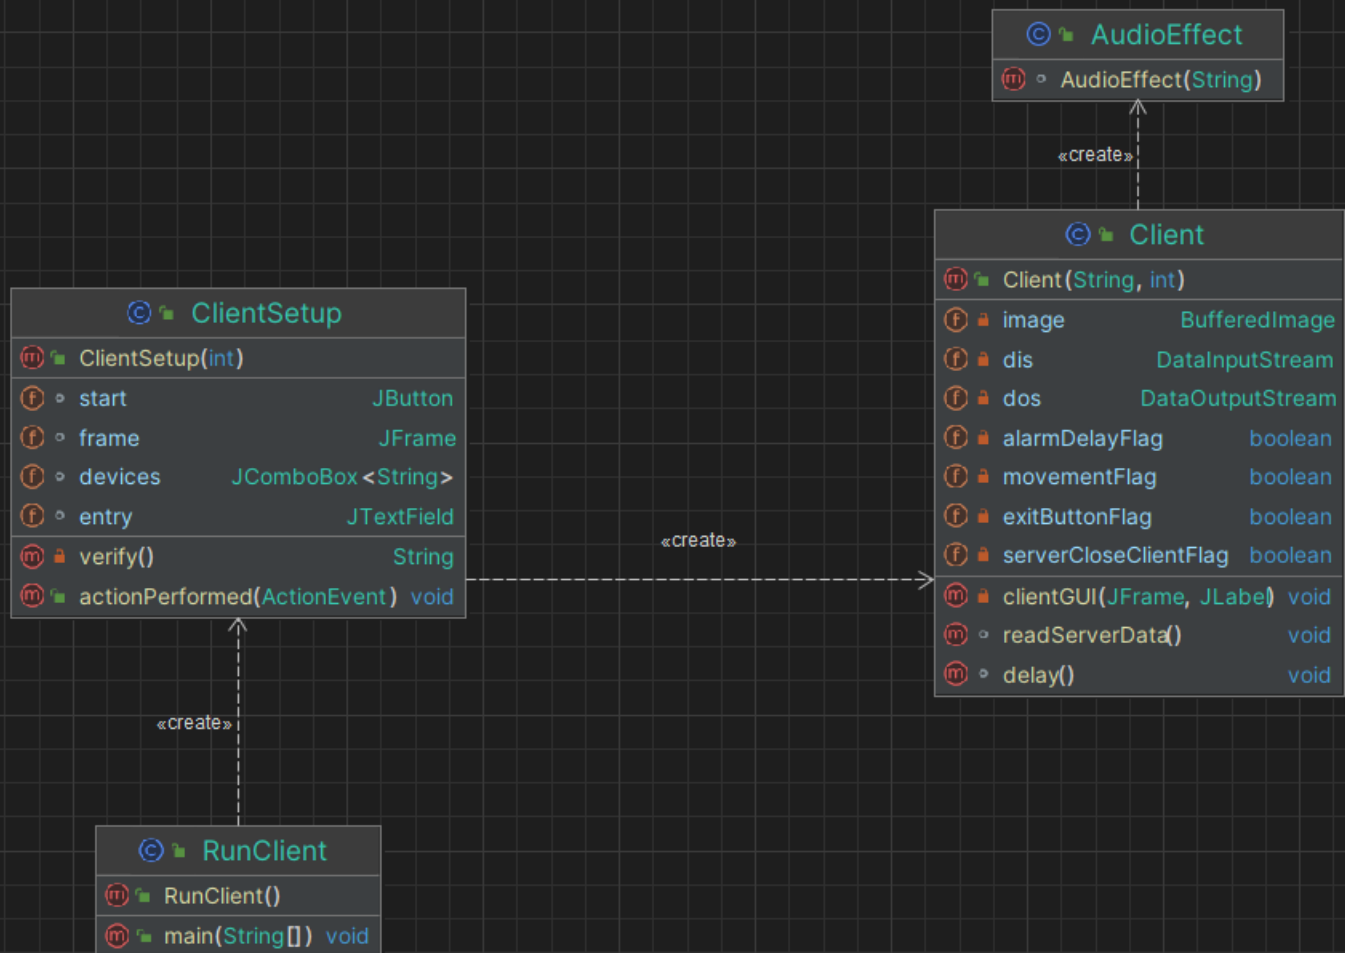 AudioEffect
AudioEffect(String)
«create»
Client
Client(String, int)
image BufferedImage
dis DataInputStream
dos DataOutputStream
alarmDelayFlag boolean
movementFlag boolean
exitButtonFlag boolean
serverCloseClientFlag boolean
clientGUI(JFrame, JLabel) void
readServerData() void
delay() void
ClientSetup
ClientSetup(int)
start JButton
frame JFrame
devices JComboBox<String>
entry JTextField
verify() String
actionPerformed(ActionEvent) void
«create»
«create»
RunClient
RunClient()
main(String[]) void